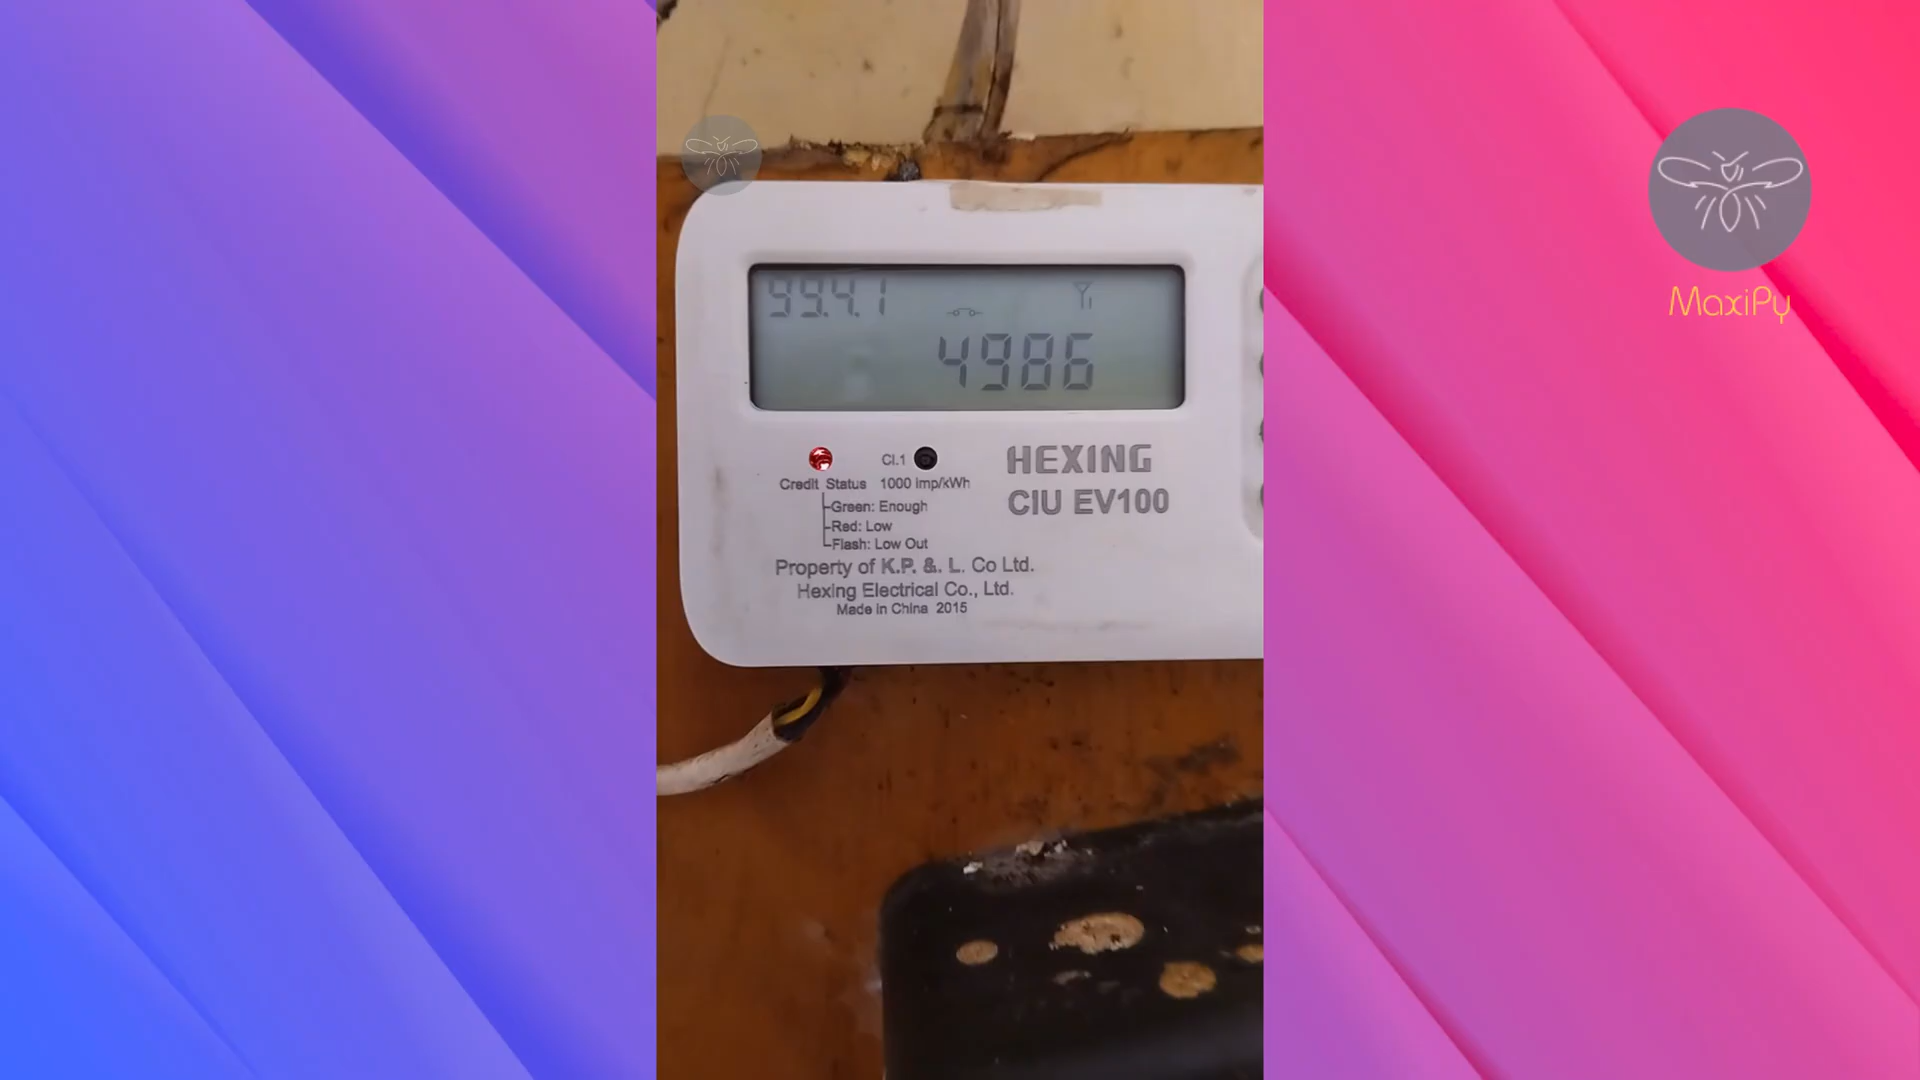 99.4.1
4986
Cl.1
Credit Status 1000 imp/kWh
Green: Enough
Red: Low
Flash: Low Out
HEXING
CIU EV100
Property of K.P. &. L. Co Ltd.
Hexing Electrical Co., Ltd.
Made in China 2015
MaxiPy